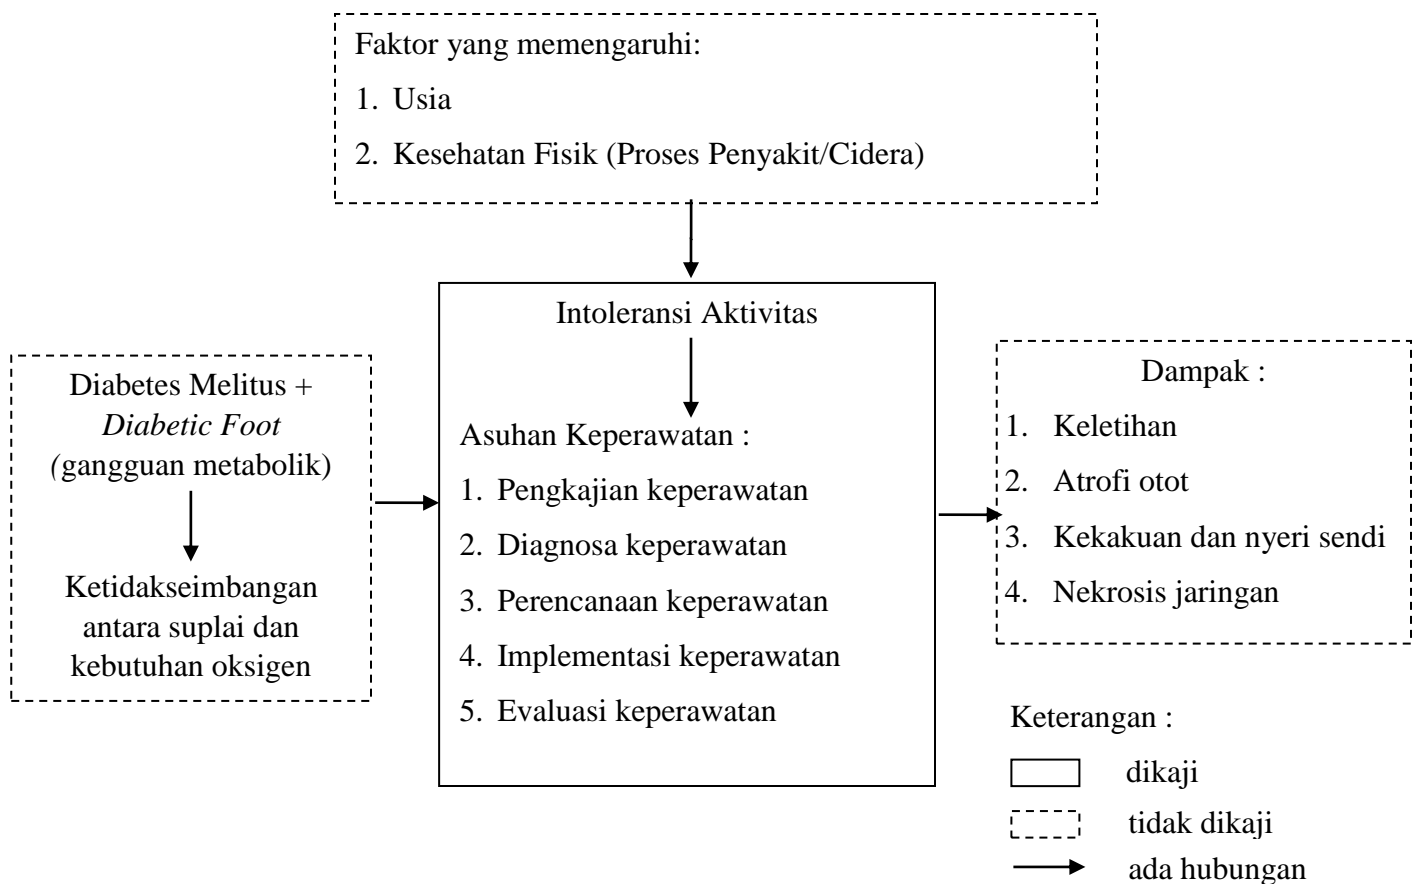 Faktor yang memengaruhi:
1. Usia
2. Kesehatan Fisik (Proses Penyakit/Cidera)
Diabetes Melitus +
Diabetic Foot
(gangguan metabolik)
Ketidakseimbangan
antara suplai dan
kebutuhan oksigen
Intoleransi Aktivitas
Asuhan Keperawatan :
1. Pengkajian keperawatan
2. Diagnosa keperawatan
3. Perencanaan keperawatan
4. Implementasi keperawatan
5. Evaluasi keperawatan
Dampak :
1. Keletihan
2. Atrofi otot
3. Kekakuan dan nyeri sendi
4. Nekrosis jaringan
Keterangan :
dikaji
tidak dikaji
ada hubungan